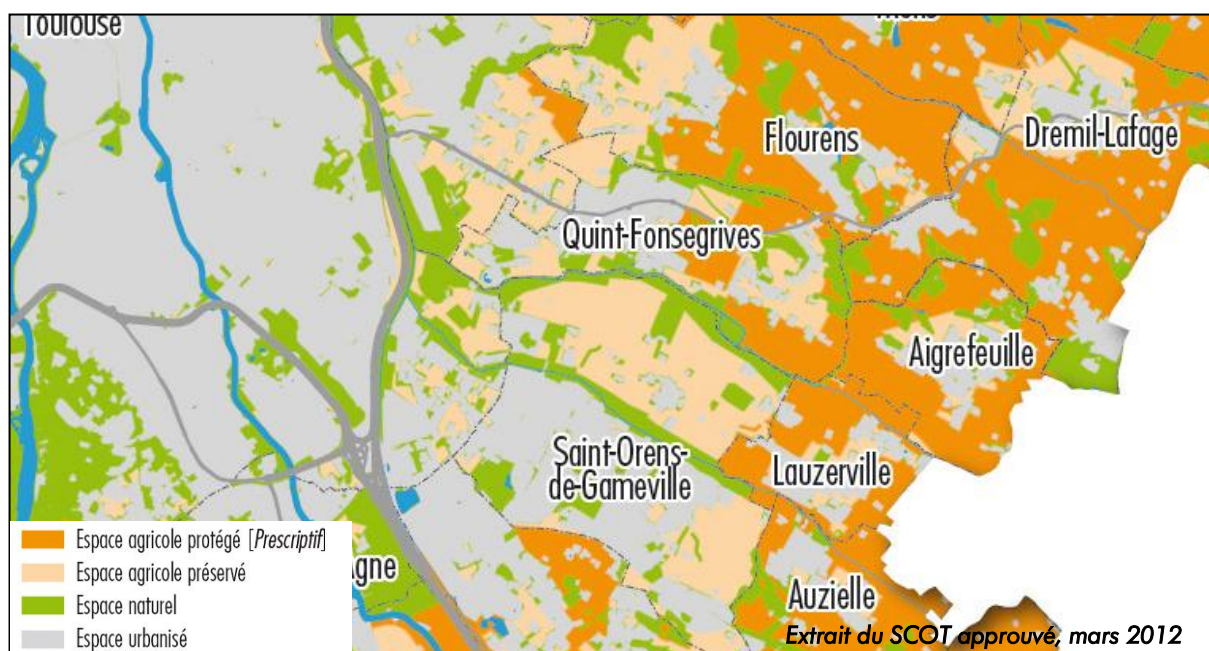 Toulouse
Flourens
Dremil-Lafage
Quint-Fonsegrives
Aigrefeuille
Saint-Orens-
de-Gameville
Lauzerville
Auzielle
Espace agricole protégé [Prescriptif]
Espace agricole préservé
Espace naturel
Espace urbanisé
Extrait du SCOT approuvé, mars 2012